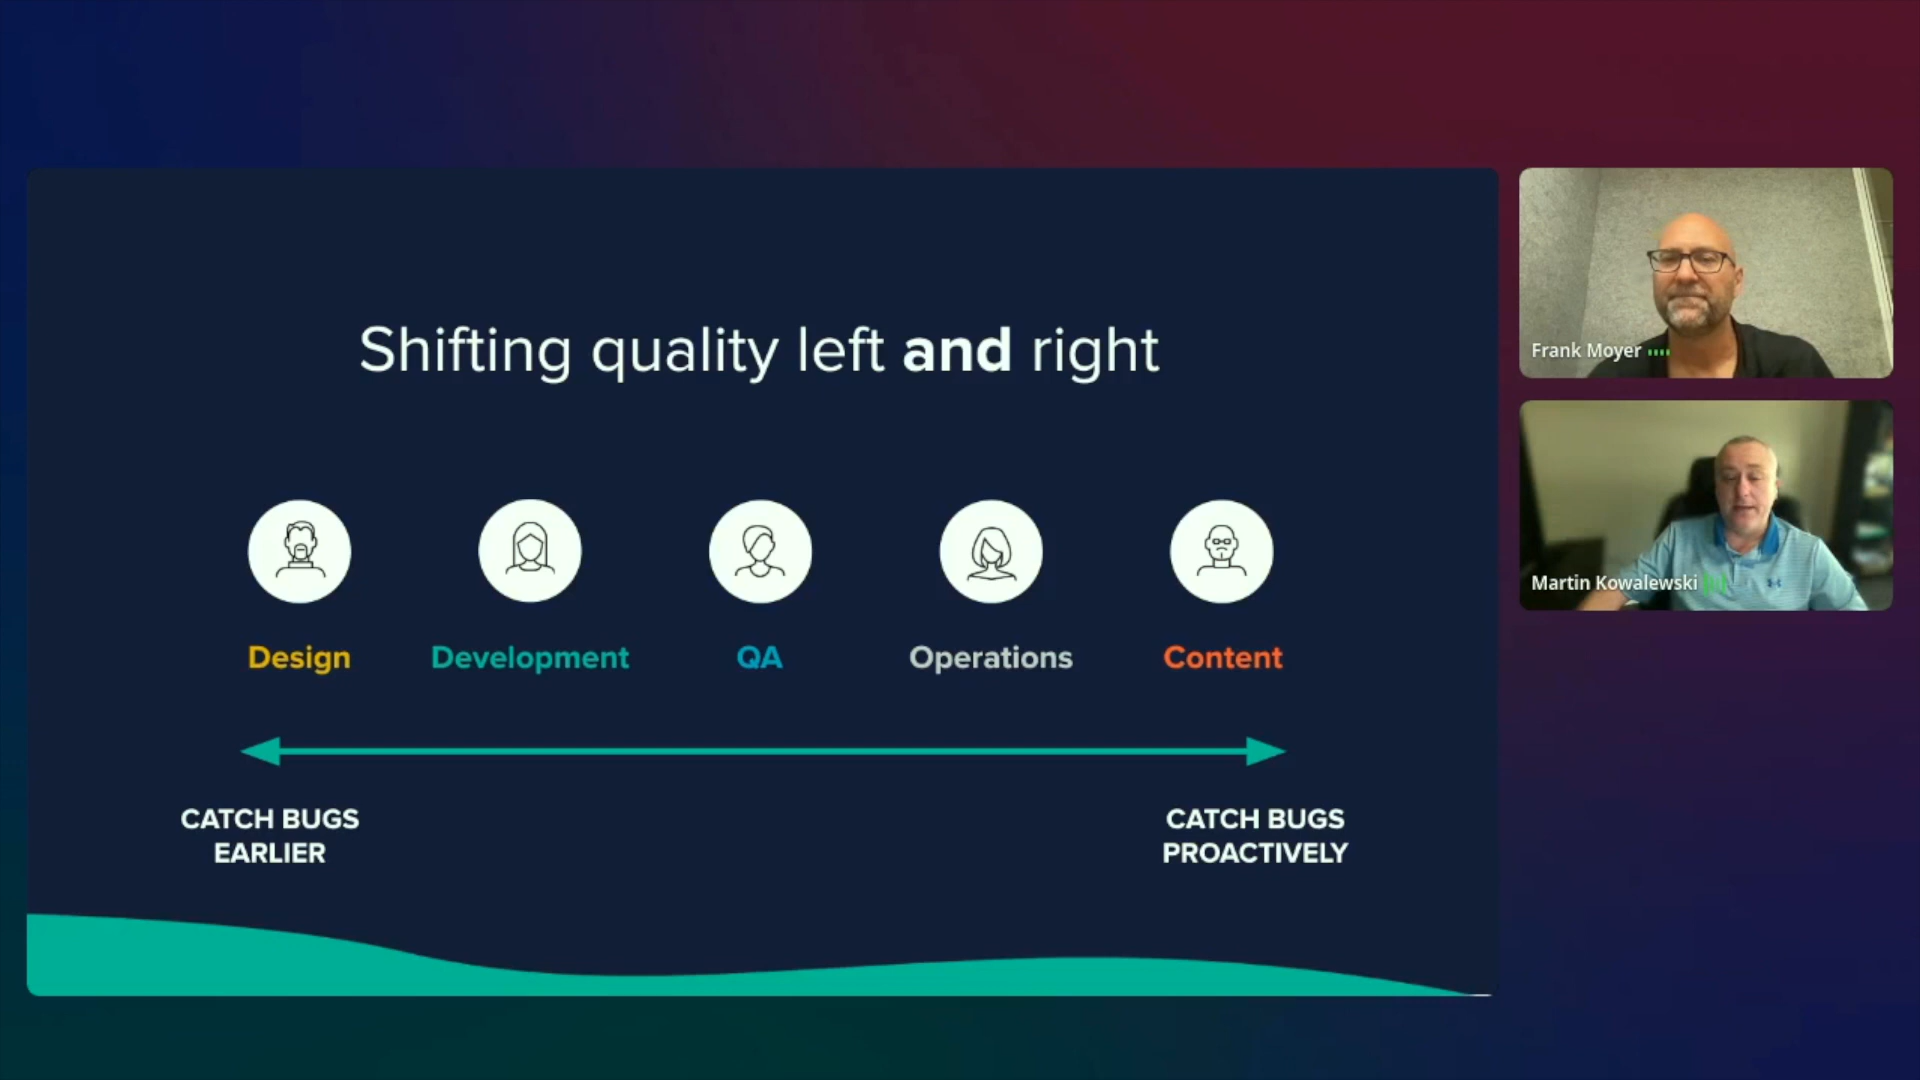 Shifting quality left and right
Design
Development
QA
Operations
Content
CATCH BUGS
EARLIER
CATCH BUGS
PROACTIVELY
Frank Moyer
Martin Kowalewski